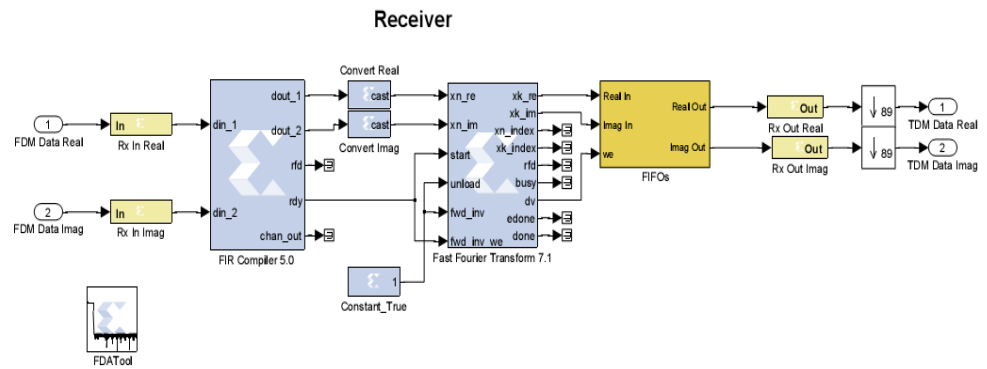 Receiver
1
FDM Data Real
In
Rx In Real
2
FDM Data Imag
In
Rx In Imag
din_1
din_2
dout_1
dout_2
rfd
rdy
chan_out
FIR Compiler 5.0
Convert Real
cast
cast
Convert Imag
1
Constant_True
xn_re
xn_im
start
unload
fwd_inv
fwd_inv_we
xk_re
xk_im
xn_index
xk_index
rfd
busy
dv
edone
done
Fast Fourier Transform 7.1
Real In
Imag In
we
Real Out
Imag Out
FIFOs
Out
Rx Out Real
Out
Rx Out Imag
89
89
1
TDM Data Real
2
TDM Data Imag
FDATool